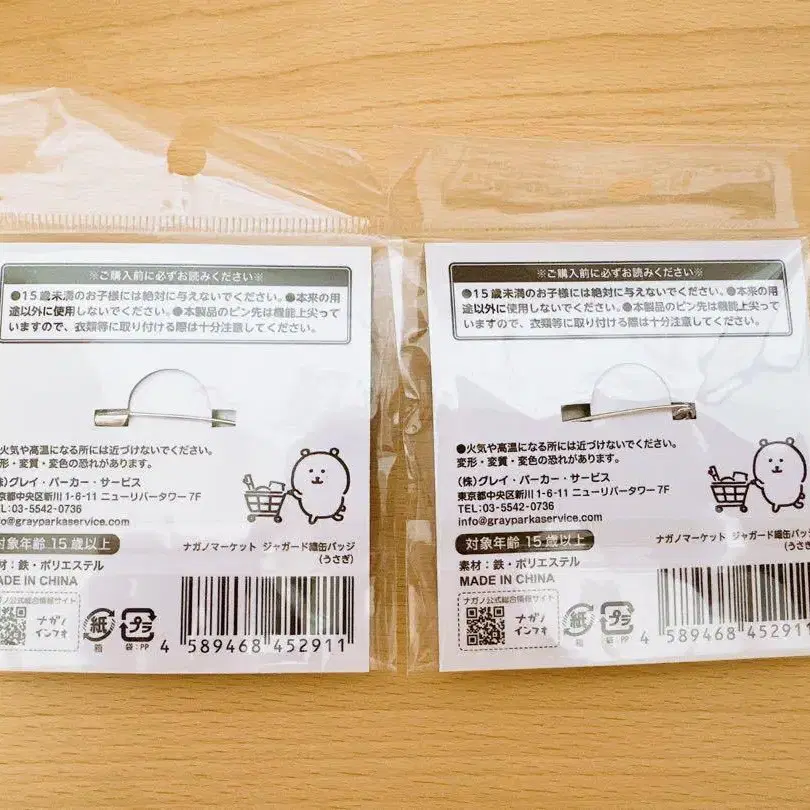 ※ご購入前に必ずお読みください※
●15歳未満のお子様には絶対に与えないでください。●本来の用
途以外に使用しないでください。●本製品のピン先は機能上尖って
いますので、衣類等に取り付ける際は十分注意してください。
火気や高温になる所には近づけないでください。
変形・変質・変色の恐れがあります。
(株)グレイ・パーカー・サービス
東京都中央区新川1-6-11 ニューリバータワー 7F
TEL:03-5542-0736
info@grayparkaservice.com
対象年齢 15歳以上
ナガノマーケット ジャガード織缶バッジ
(うさぎ)
素材:鉄・ポリエステル
MADE IN CHINA
ナガノ公式総合情報サイト
ナガノ
インフォ
紙
箱
プラ
袋:PP
4 589468 452911
※ご購入前に必ずお読みください※
●15歳未満のお子様には絶対に与えないでください。●本来の用
途以外に使用しないでください。●本製品のピン先は機能上尖って
いますので、衣類等に取り付ける際は十分注意してください。
●火気や高温になる所には近づけないでください。
変形・変質・変色の恐れがあります。
(株)グレイ・パーカー・サービス
東京都中央区新川1-6-11 ニューリバータワー 7F
TEL:03-5542-0736
info@grayparkaservice.com
対象年齢 15歳以上
ナガノマーケット ジャガード織缶バッジ
(うさぎ)
素材:鉄・ポリエステル
MADE IN CHINA
ナガノ公式総合情報サイト
ナガノ
インフォ
紙
箱
プラ
袋:PP
4 589468 452911